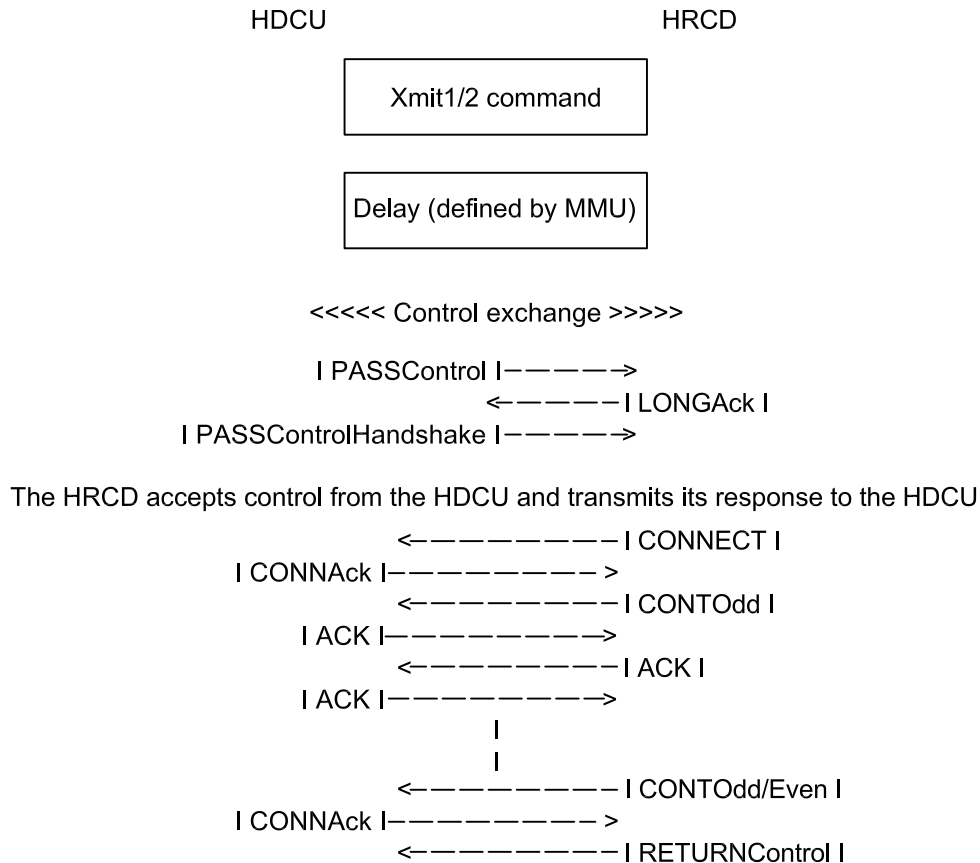 HDCU HRCD
Xmit1/2 command
Delay (defined by MMU)
<<<<< Control exchange >>>>>
I PASSControl I—————>
<—————I LONGAck I
I PASSControlHandshake I—————>
The HRCD accepts control from the HDCU and transmits its response to the HDCU
<————————I CONNECT I
I CONNAck I———————— >
<————————I CONTOdd I
I ACK I————————>
<————————I ACK I
I ACK I————————>
I
I
<————————I CONTOdd/Even I
I CONNAck I———————— >
<————————I RETURNControl I